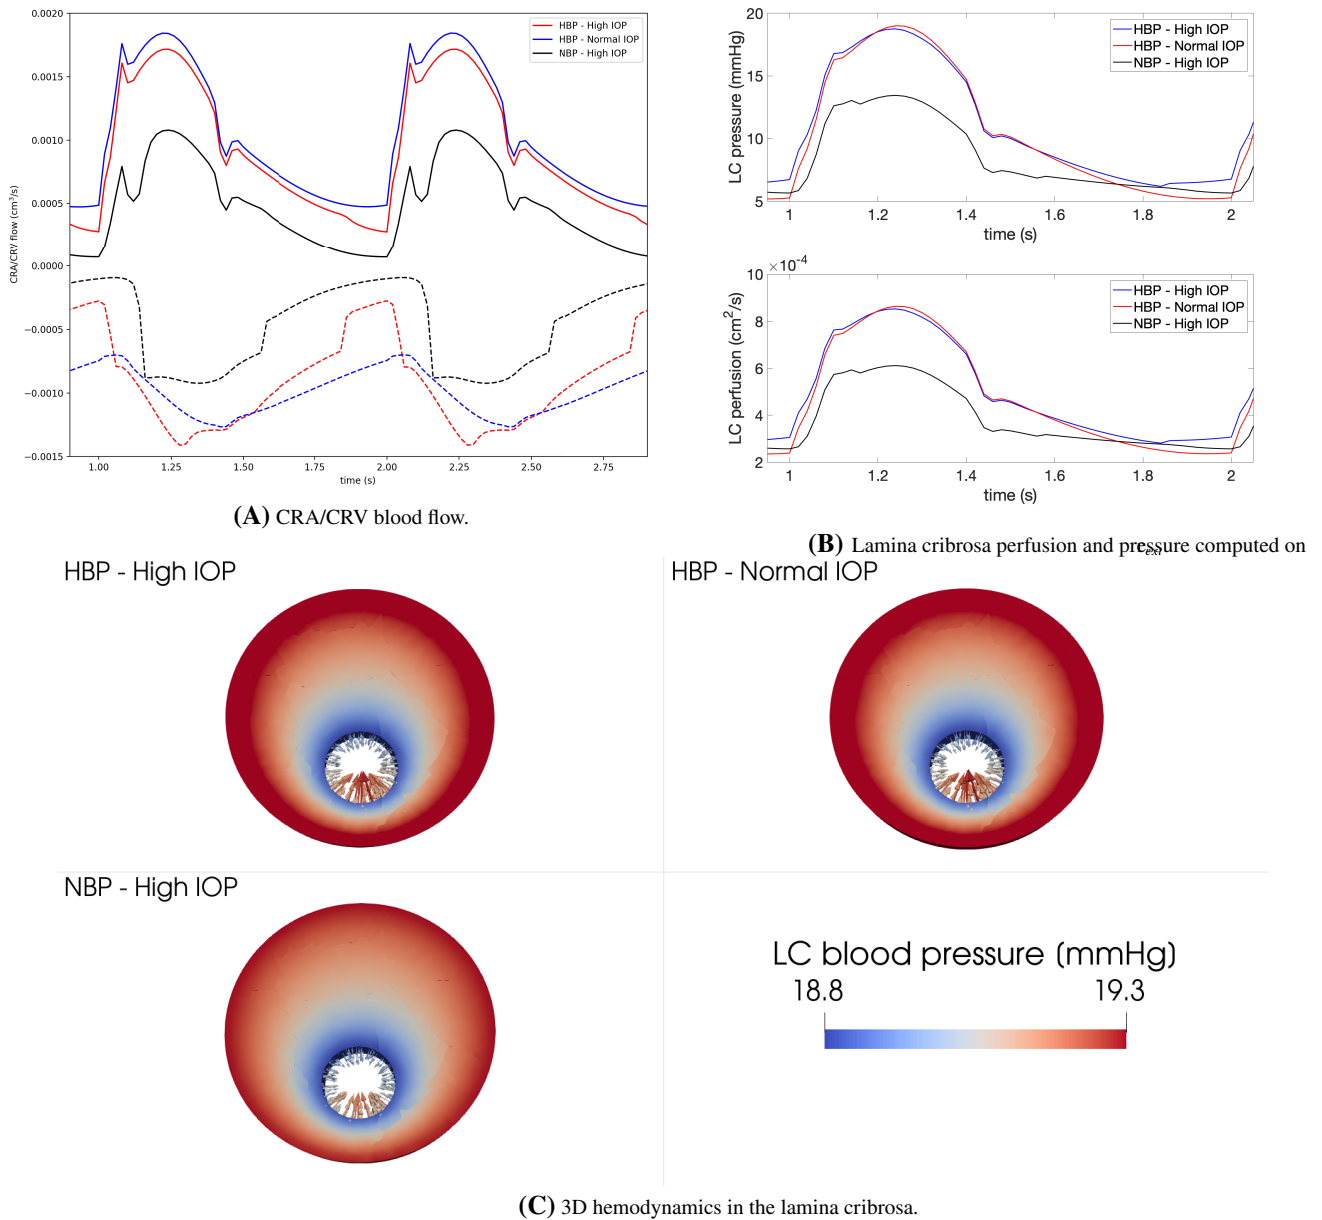 0.0020
0.0015
0.0010
0.0005
0.0000
−0.0005
−0.0010
−0.0015
CRA/CRV flow (cm³/s)
HBP - High IOP
HBP - Normal IOP
NBP - High IOP
1.00 1.25 1.50 1.75 2.00 2.25 2.50 2.75
time (s)
(A) CRA/CRV blood flow.
20
15
10
5
LC pressure (mmHg)
HBP - High IOP
HBP - Normal IOP
NBP - High IOP
1 1.2 1.4 1.6 1.8 2
time (s)
×10⁻⁴
10
8
6
4
2
LC perfusion (cm²/s)
HBP - High IOP
HBP - Normal IOP
NBP - High IOP
1 1.2 1.4 1.6 1.8 2
time (s)
(B) Lamina cribrosa perfusion and pressure computed on
HBP - High IOP
HBP - Normal IOP
NBP - High IOP
LC blood pressure (mmHg)
18.8 19.3
(C) 3D hemodynamics in the lamina cribrosa.